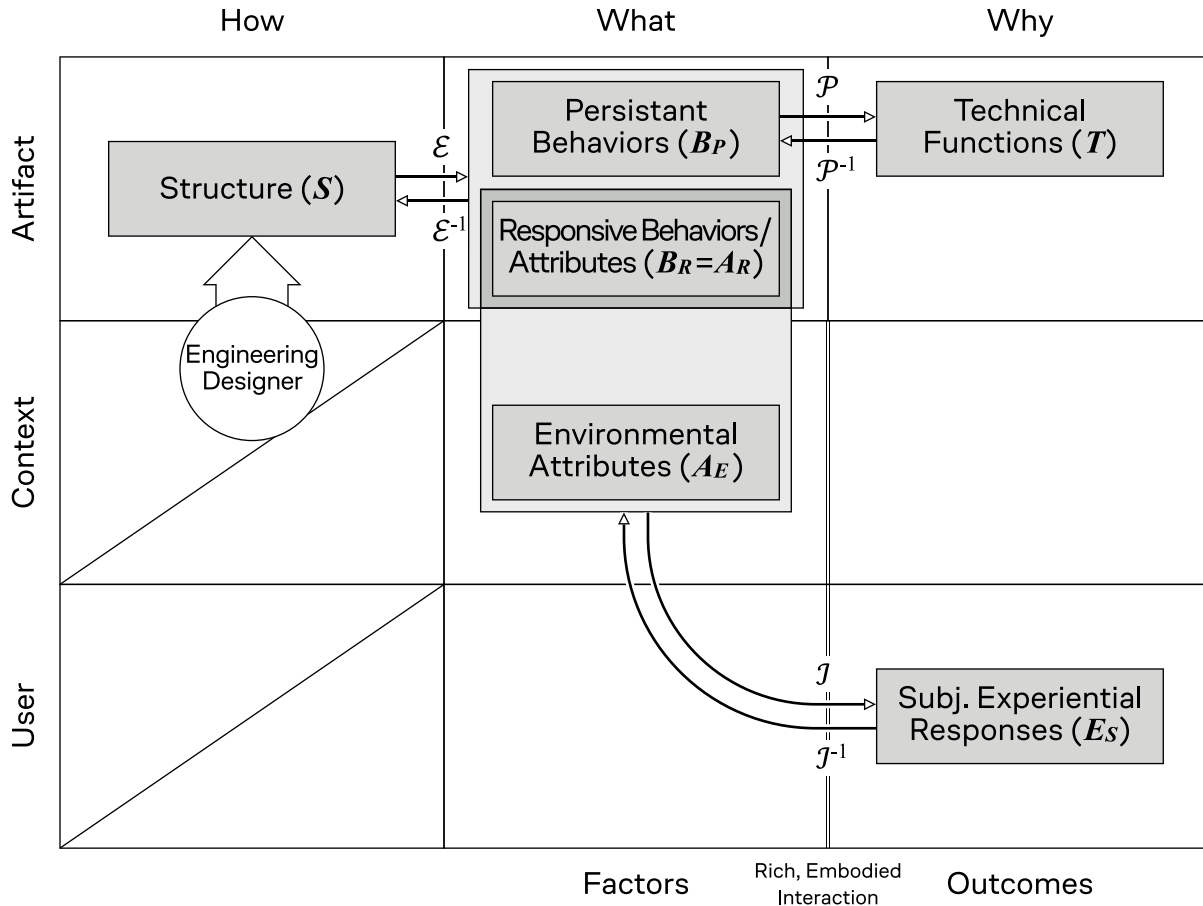 How
What
Why
Artifact
Context
User
Structure (S)
ℰ
ℰ-1
Persistant
Behaviors (BP)
𝒫
𝒫-1
Technical
Functions (T)
Responsive Behaviors/
Attributes (BR=AR)
Engineering
Designer
Environmental
Attributes (AE)
ℐ
ℐ-1
Subj. Experiential
Responses (ES)
Factors
Rich, Embodied
Interaction
Outcomes